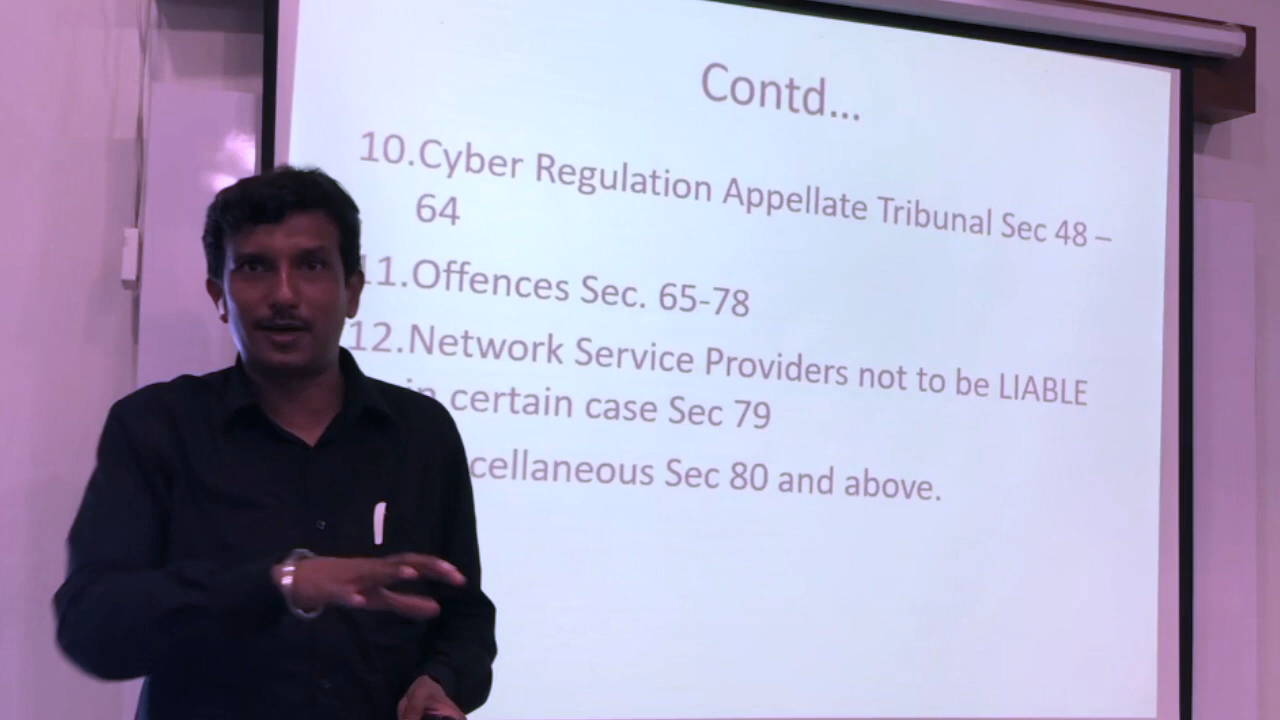 Contd...
10.Cyber Regulation Appellate Tribunal Sec 48 –
64
11.Offences Sec. 65-78
12.Network Service Providers not to be LIABLE
in certain case Sec 79
cellaneous Sec 80 and above.